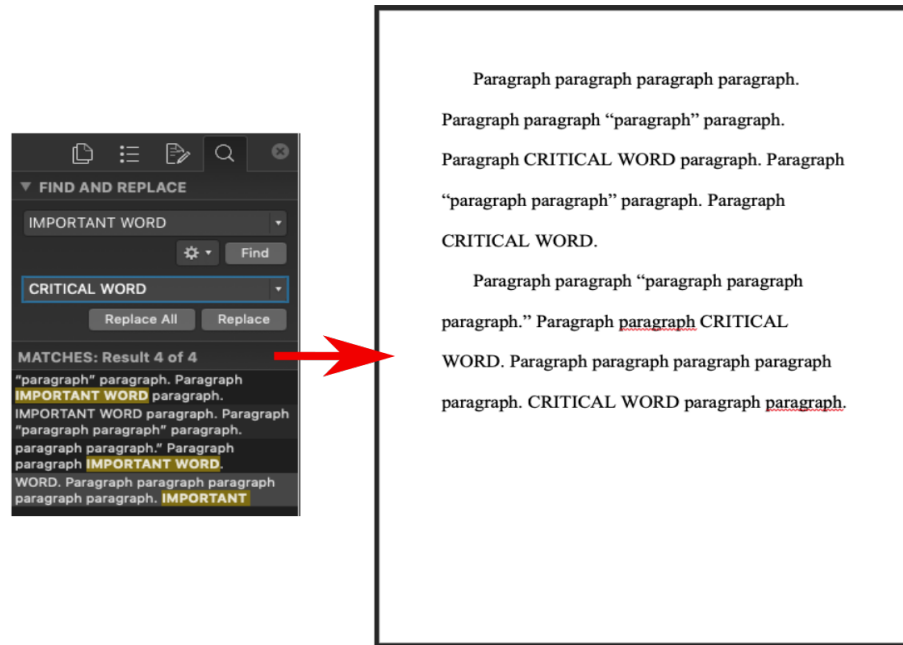 FIND AND REPLACE
IMPORTANT WORD
Find
CRITICAL WORD
Replace All Replace
MATCHES: Result 4 of 4
“paragraph” paragraph. Paragraph
IMPORTANT WORD paragraph.
IMPORTANT WORD paragraph. Paragraph
“paragraph paragraph” paragraph.
paragraph paragraph.” Paragraph
paragraph IMPORTANT WORD.
WORD. Paragraph paragraph paragraph
paragraph paragraph. IMPORTANT
Paragraph paragraph paragraph paragraph.
Paragraph paragraph “paragraph” paragraph.
Paragraph CRITICAL WORD paragraph. Paragraph
“paragraph paragraph” paragraph. Paragraph
CRITICAL WORD.
Paragraph paragraph “paragraph paragraph
paragraph.” Paragraph paragraph CRITICAL
WORD. Paragraph paragraph paragraph paragraph
paragraph. CRITICAL WORD paragraph paragraph.